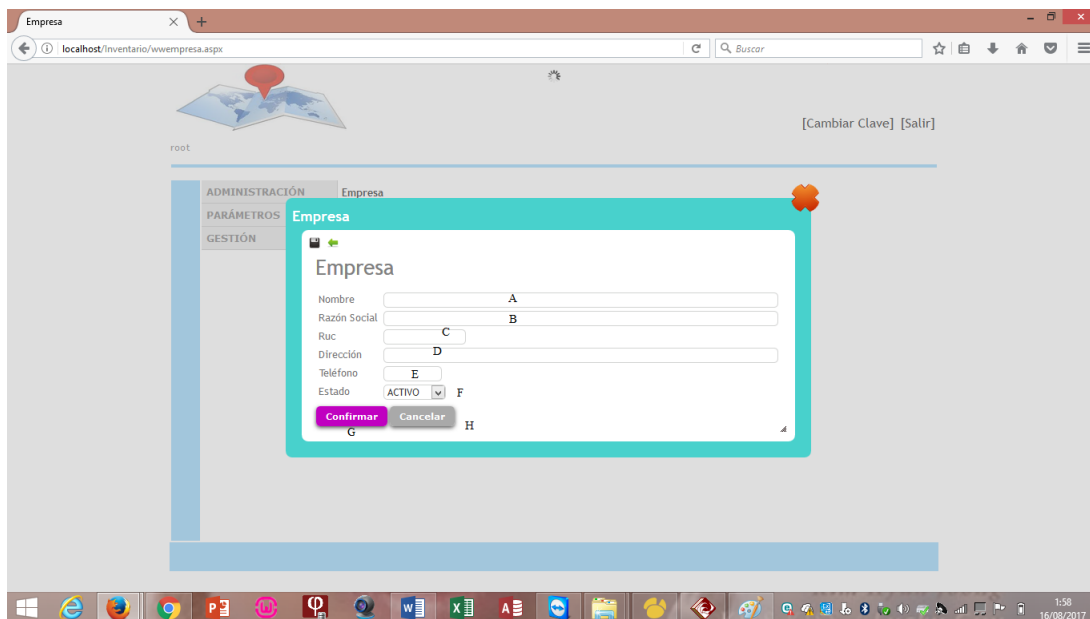 Empresa
localhost/Inventario/wwempresa.aspx
Buscar
[Cambiar Clave] [Salir]
root
ADMINISTRACIÓN
Empresa
PARÁMETROS
GESTIÓN
Empresa
Empresa
Nombre A
Razón Social B
Ruc C
Dirección D
Teléfono E
Estado ACTIVO F
Confirmar Cancelar
G H
1:58
16/08/2017